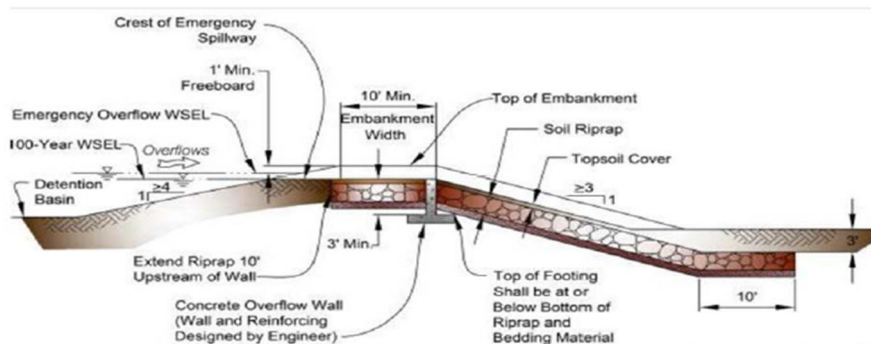 Crest of Emergency
Spillway
1' Min.
Freeboard
10' Min.
Embankment
Width
Top of Embankment
Emergency Overflow WSEL
Soil Riprap
100-Year WSEL
Overflows
Topsoil Cover
Detention
Basin
≥4
1
≥3
1
3'
3' Min.
Extend Riprap 10'
Upstream of Wall
Concrete Overflow Wall
(Wall and Reinforcing
Designed by Engineer)
Top of Footing
Shall be at or
Below Bottom of
Riprap and
Bedding Material
10'